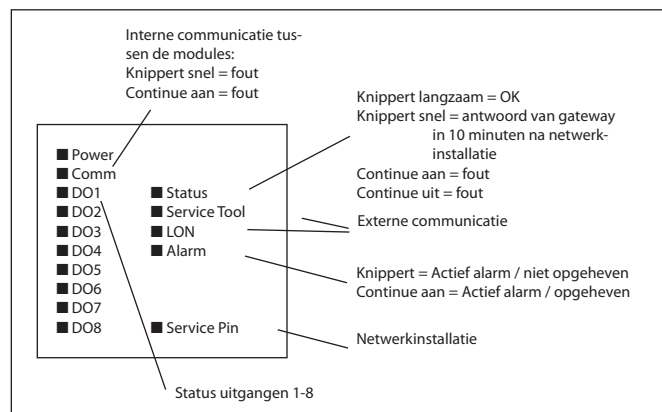 Interne communicatie tus-
sen de modules:
Knippert snel = fout
Continue aan = fout
Knippert langzaam = OK
Knippert snel = antwoord van gateway
in 10 minuten na netwerk-
installatie
Continue aan = fout
Continue uit = fout
Power
Comm
DO1
DO2
DO3
DO4
DO5
DO6
DO7
DO8
Status
Service Tool
LON
Alarm
Service Pin
Externe communicatie
Knippert = Actief alarm / niet opgeheven
Continue aan = Actief alarm / opgeheven
Netwerkinstallatie
Status uitgangen 1-8